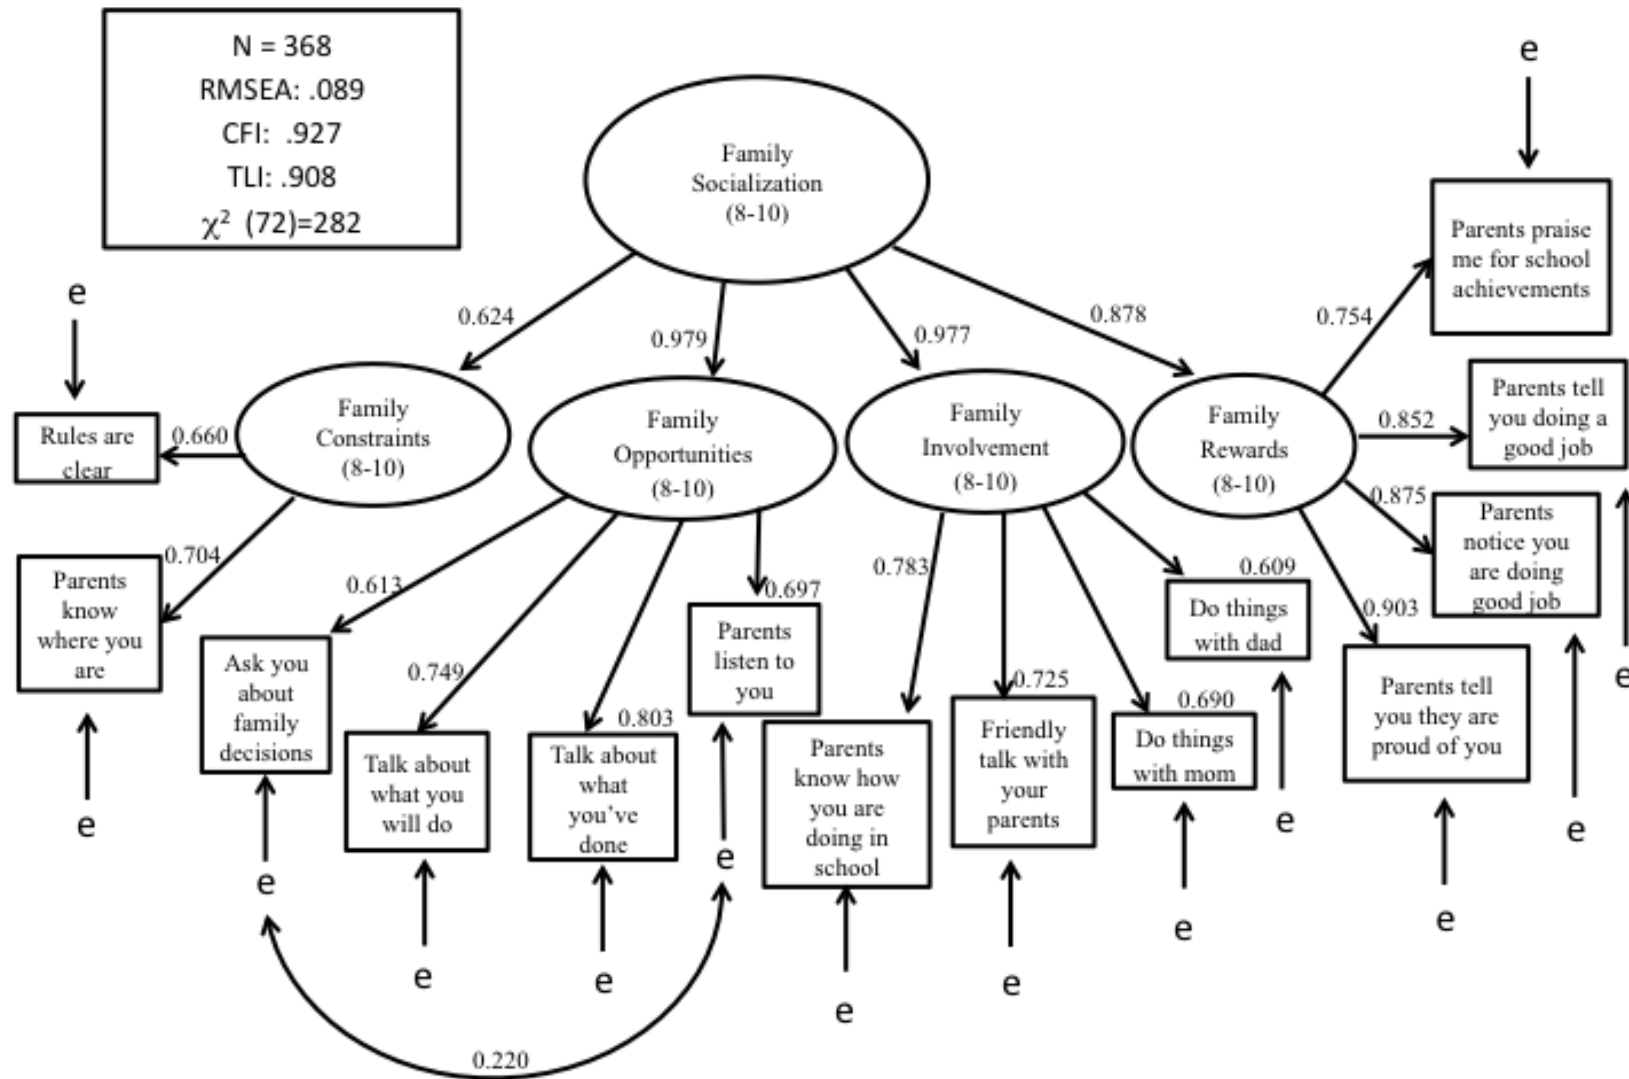 N = 368
RMSEA: .089
CFI: .927
TLI: .908
χ² (72)=282
e
Family
Socialization
(8-10)
Parents praise
me for school
achievements
e
0.624
0.979
0.977
0.878
0.754
Rules are
clear
0.660
Family
Constraints
(8-10)
Family
Opportunities
(8-10)
Family
Involvement
(8-10)
Family
Rewards
(8-10)
0.852
Parents tell
you doing a
good job
0.875
Parents
notice you
are doing
good job
0.704
Parents
know
where you
are
0.613
0.749
0.803
0.697
0.783
0.725
0.690
0.609
0.903
Ask you
about
family
decisions
Talk about
what you
will do
Talk about
what
you've
done
Parents
listen to
you
Parents
know how
you are
doing in
school
Friendly
talk with
your
parents
Do things
with mom
Do things
with dad
Parents tell
you they are
proud of you
e
e
e
e
e
e
e
e
e
e
e
e
0.220